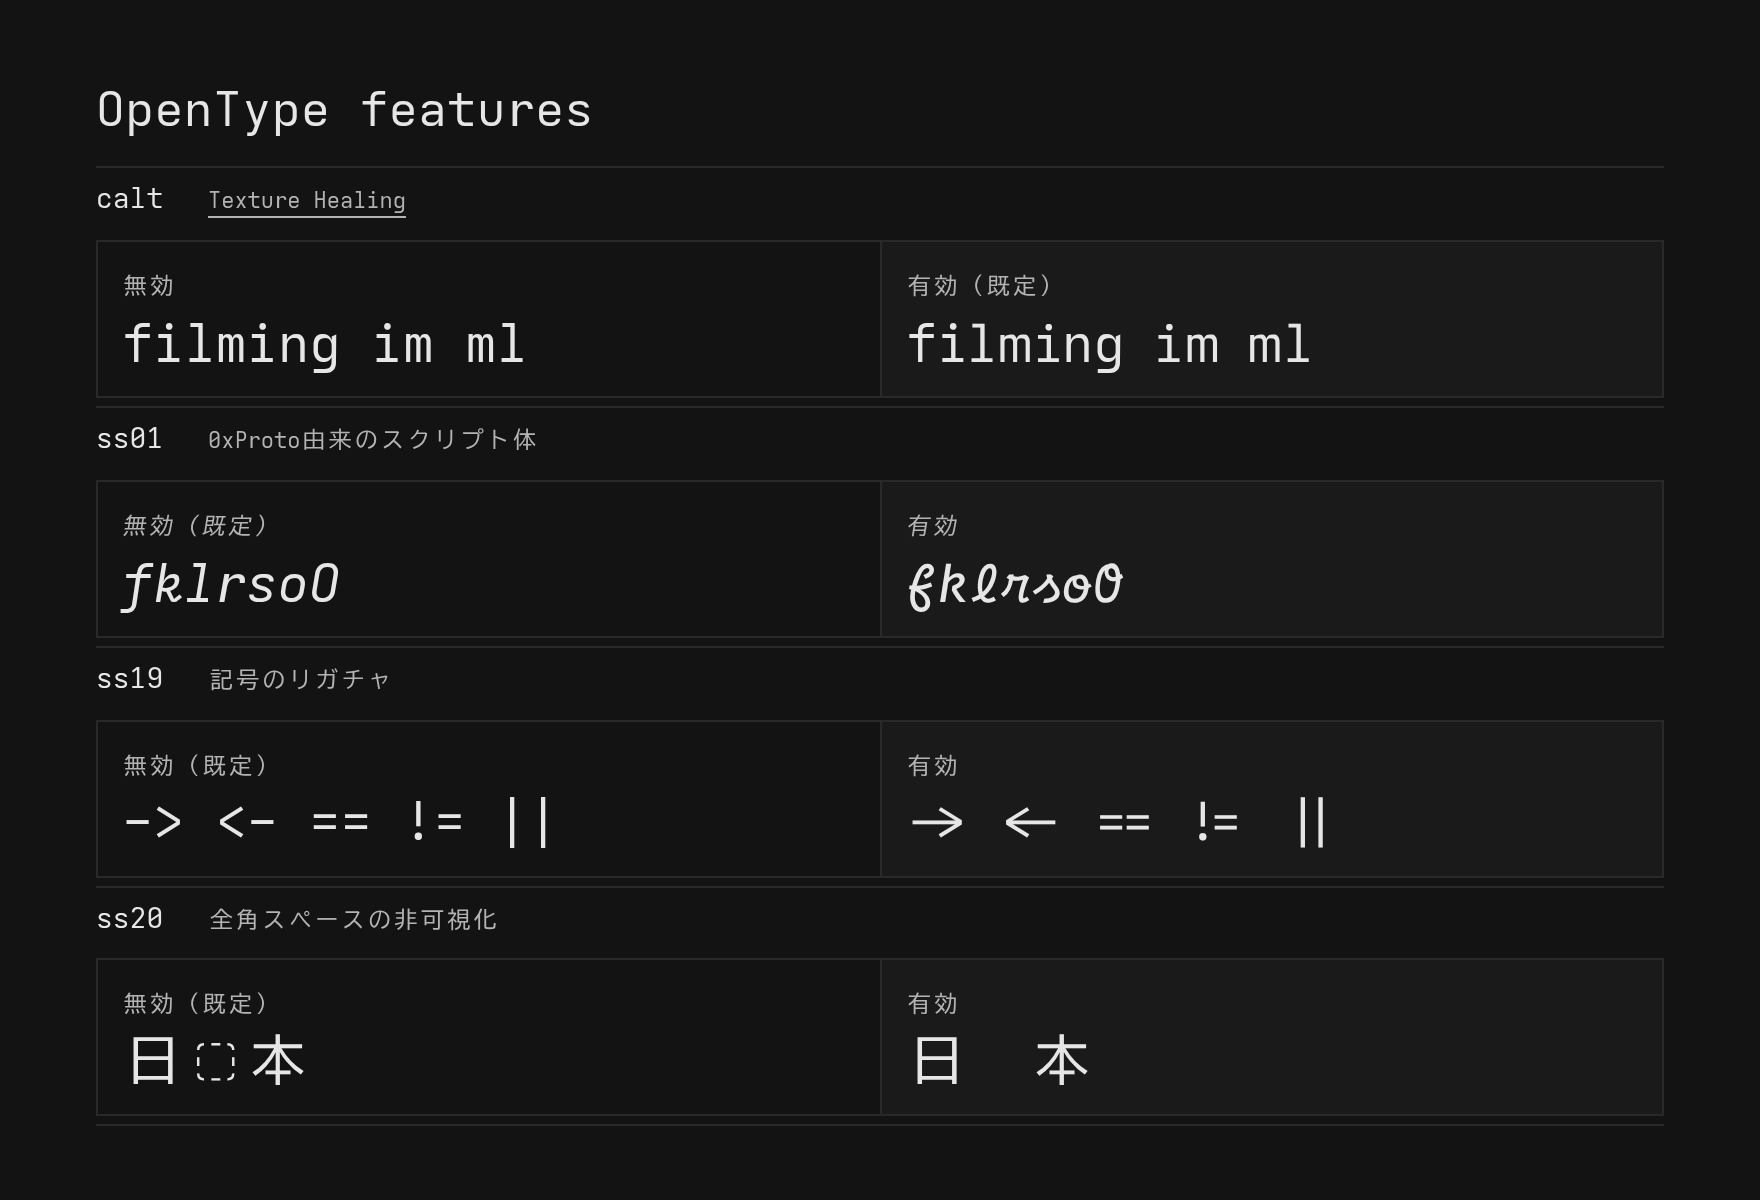 OpenType features
calt Texture Healing
無効
filming im ml
有効（既定）
filming im ml
ss01 0xProto由来のスクリプト体
無効（既定）
fklrsoO
有効
fklrsoO
ss19 記号のリガチャ
無効（既定）
-> <- == != ||
有効
-> <- == != ||
ss20 全角スペースの非可視化
無効（既定）
日　本
有効
日　本